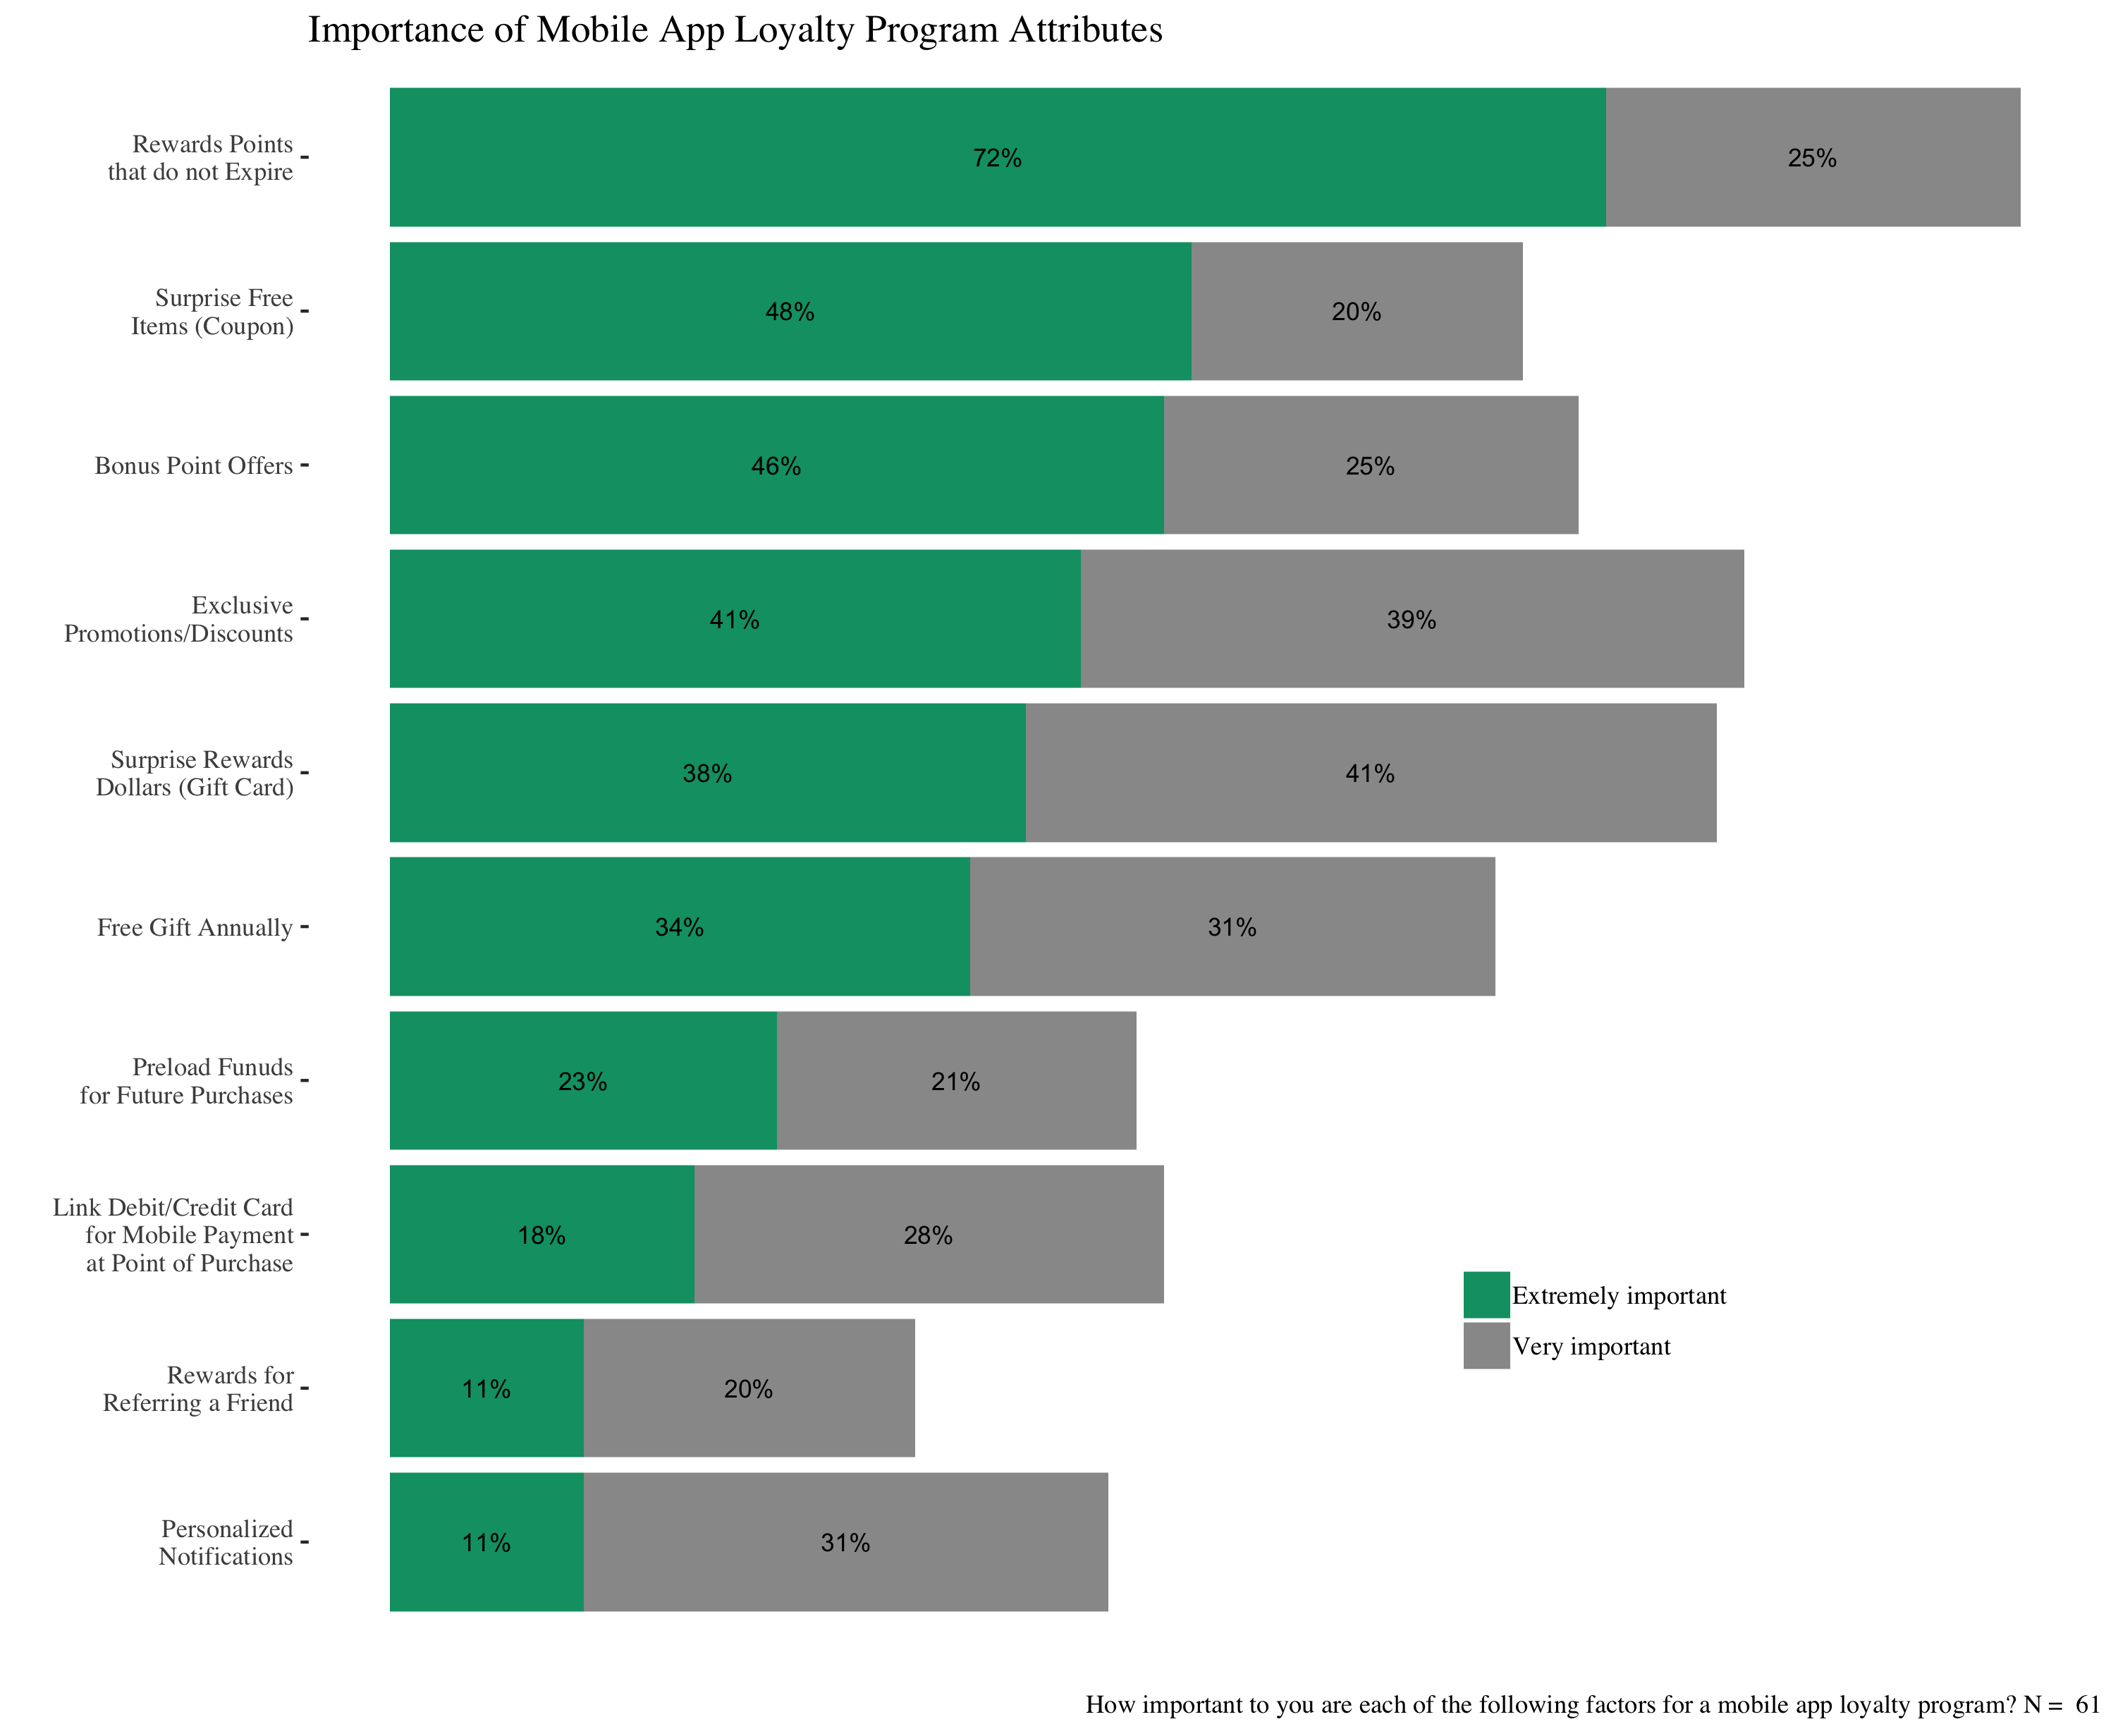 Importance of Mobile App Loyalty Program Attributes
Rewards Points
that do not Expire
72%
25%
Surprise Free
Items (Coupon)
48%
20%
Bonus Point Offers
46%
25%
Exclusive
Promotions/Discounts
41%
39%
Surprise Rewards
Dollars (Gift Card)
38%
41%
Free Gift Annually
34%
31%
Preload Funuds
for Future Purchases
23%
21%
Link Debit/Credit Card
for Mobile Payment
at Point of Purchase
18%
28%
Extremely important
Very important
Rewards for
Referring a Friend
11%
20%
Personalized
Notifications
11%
31%
How important to you are each of the following factors for a mobile app loyalty program? N = 61